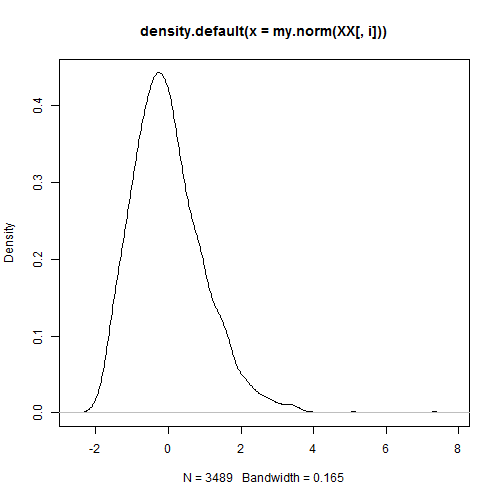 density.default(x = my.norm(XX[, i]))
Density
0.4
0.3
0.2
0.1
0.0
-2 0 2 4 6 8
N = 3489 Bandwidth = 0.165